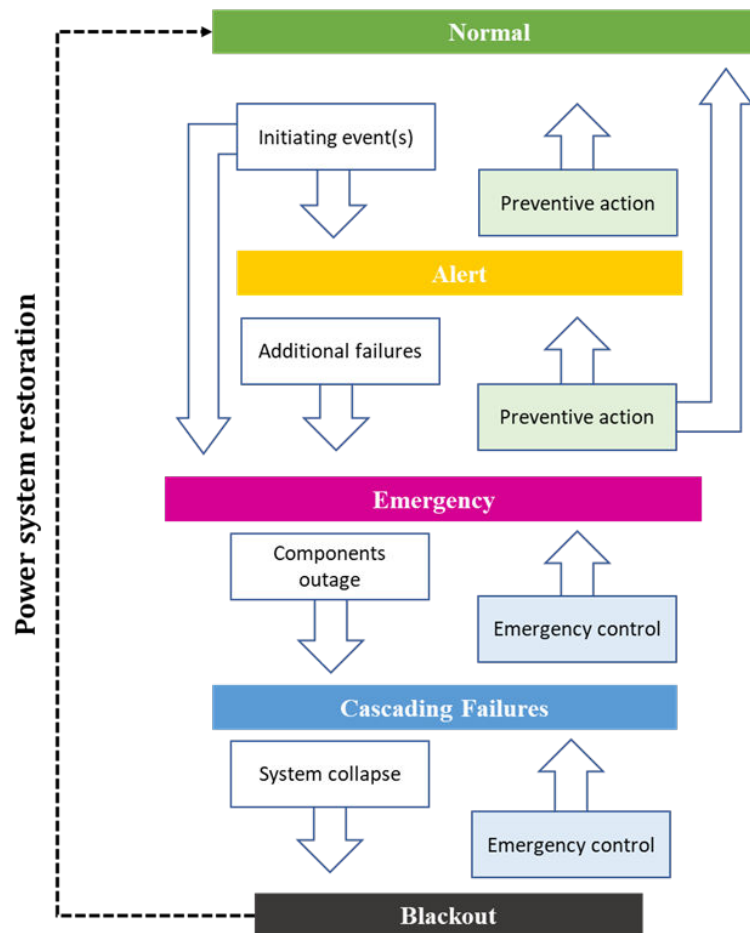 Normal
Initiating event(s)
Preventive action
Alert
Additional failures
Preventive action
Emergency
Components
outage
Emergency control
Cascading Failures
System collapse
Emergency control
Blackout
Power system restoration